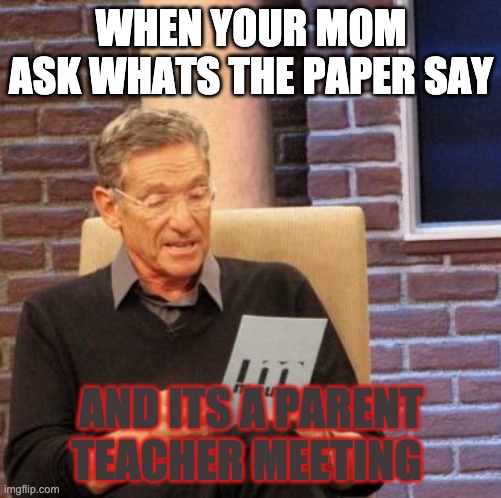 WHEN YOUR MOM
ASK WHATS THE PAPER SAY
AND ITS A PARENT
TEACHER MEETING
imgflip.com